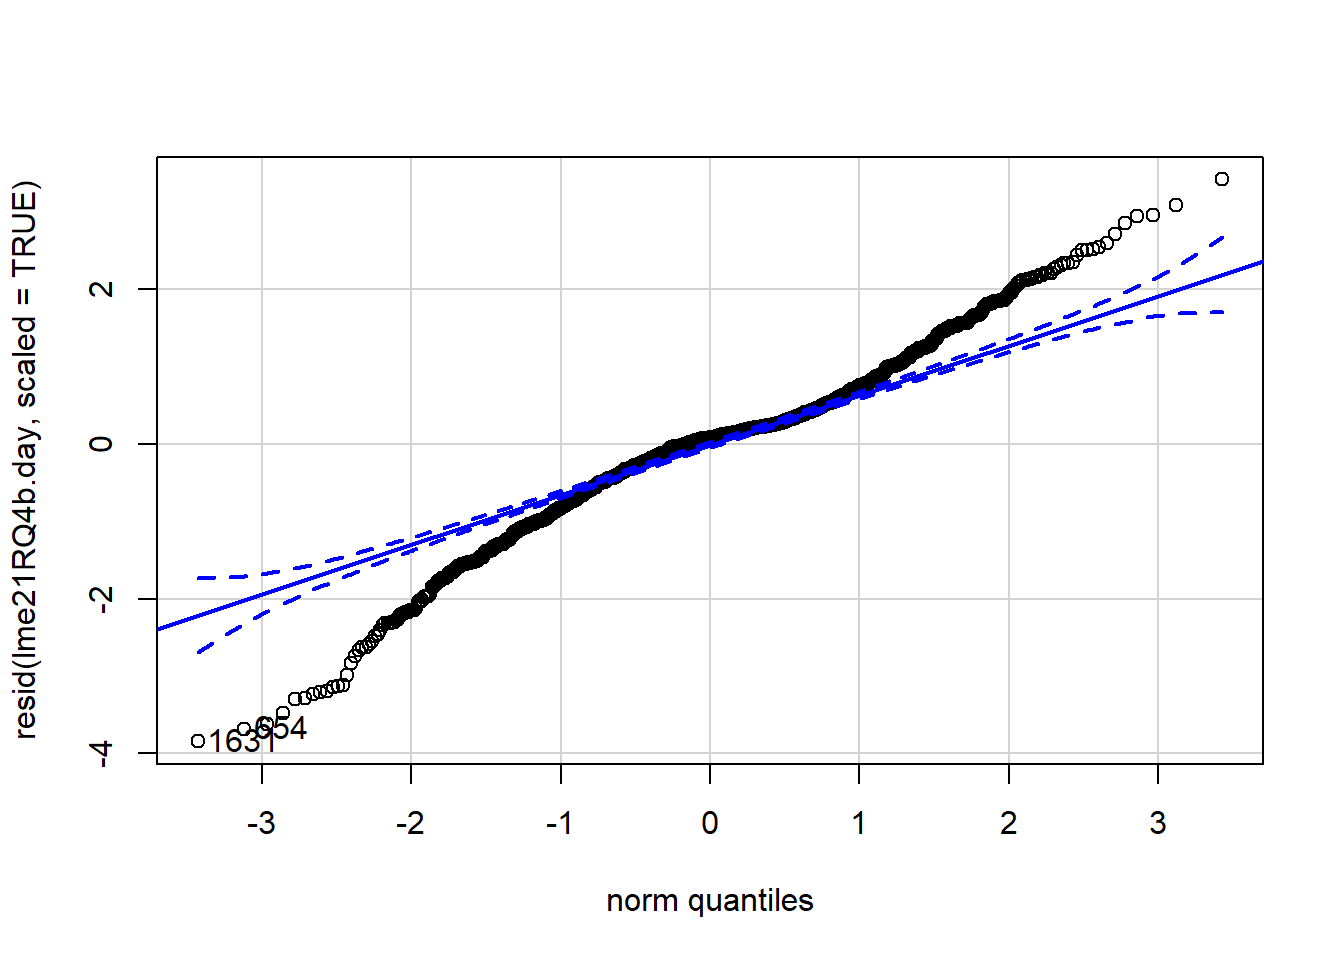 resid(lme21RQ4b.day, scaled = TRUE)
2
0
-2
-4
654
1631
-3 -2 -1 0 1 2 3
norm quantiles